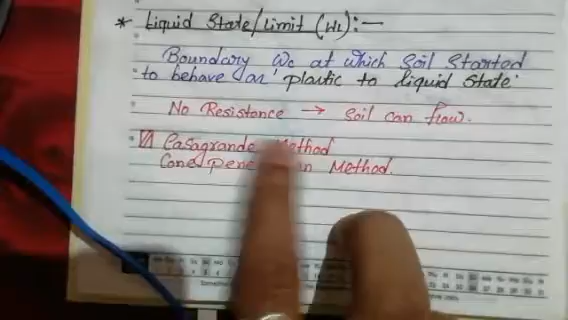 * Liquid State/Limit (WL):-
Boundary Wc at which Soil Started
to behave as plastic to liquid state.
No Resistance → Soil can flow.
Casagrande Method
Cone Method.